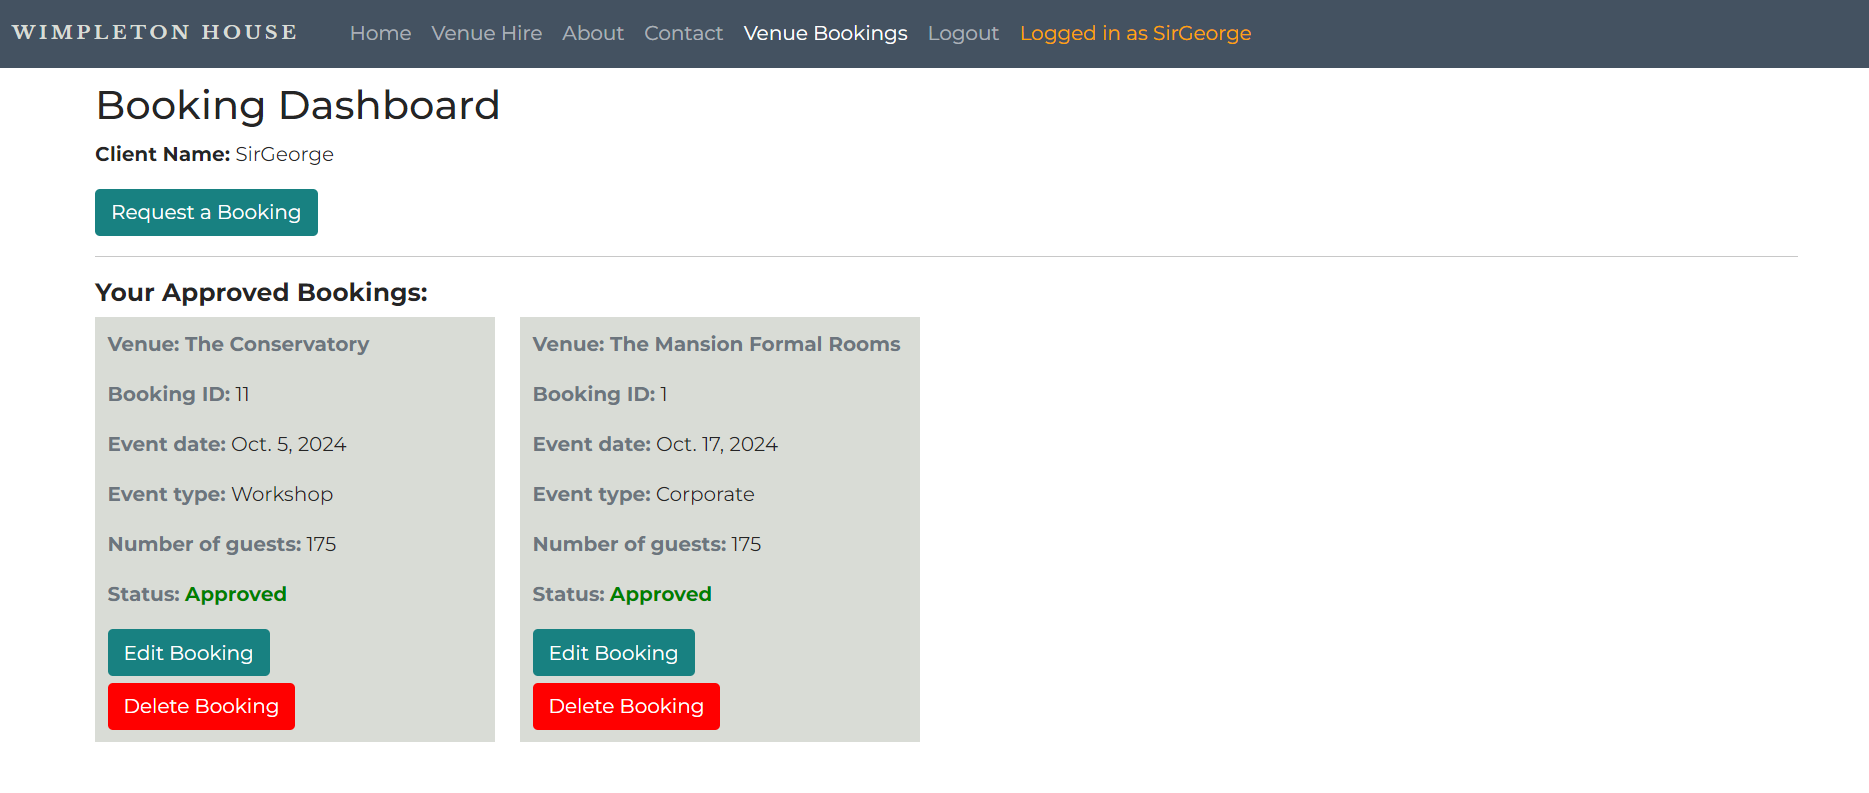 WIMPLETON HOUSE Home Venue Hire About Contact Venue Bookings Logout Logged in as SirGeorge
Booking Dashboard
Client Name: SirGeorge
Request a Booking
Your Approved Bookings:
Venue: The Conservatory
Booking ID: 11
Event date: Oct. 5, 2024
Event type: Workshop
Number of guests: 175
Status: Approved
Edit Booking
Delete Booking
Venue: The Mansion Formal Rooms
Booking ID: 1
Event date: Oct. 17, 2024
Event type: Corporate
Number of guests: 175
Status: Approved
Edit Booking
Delete Booking